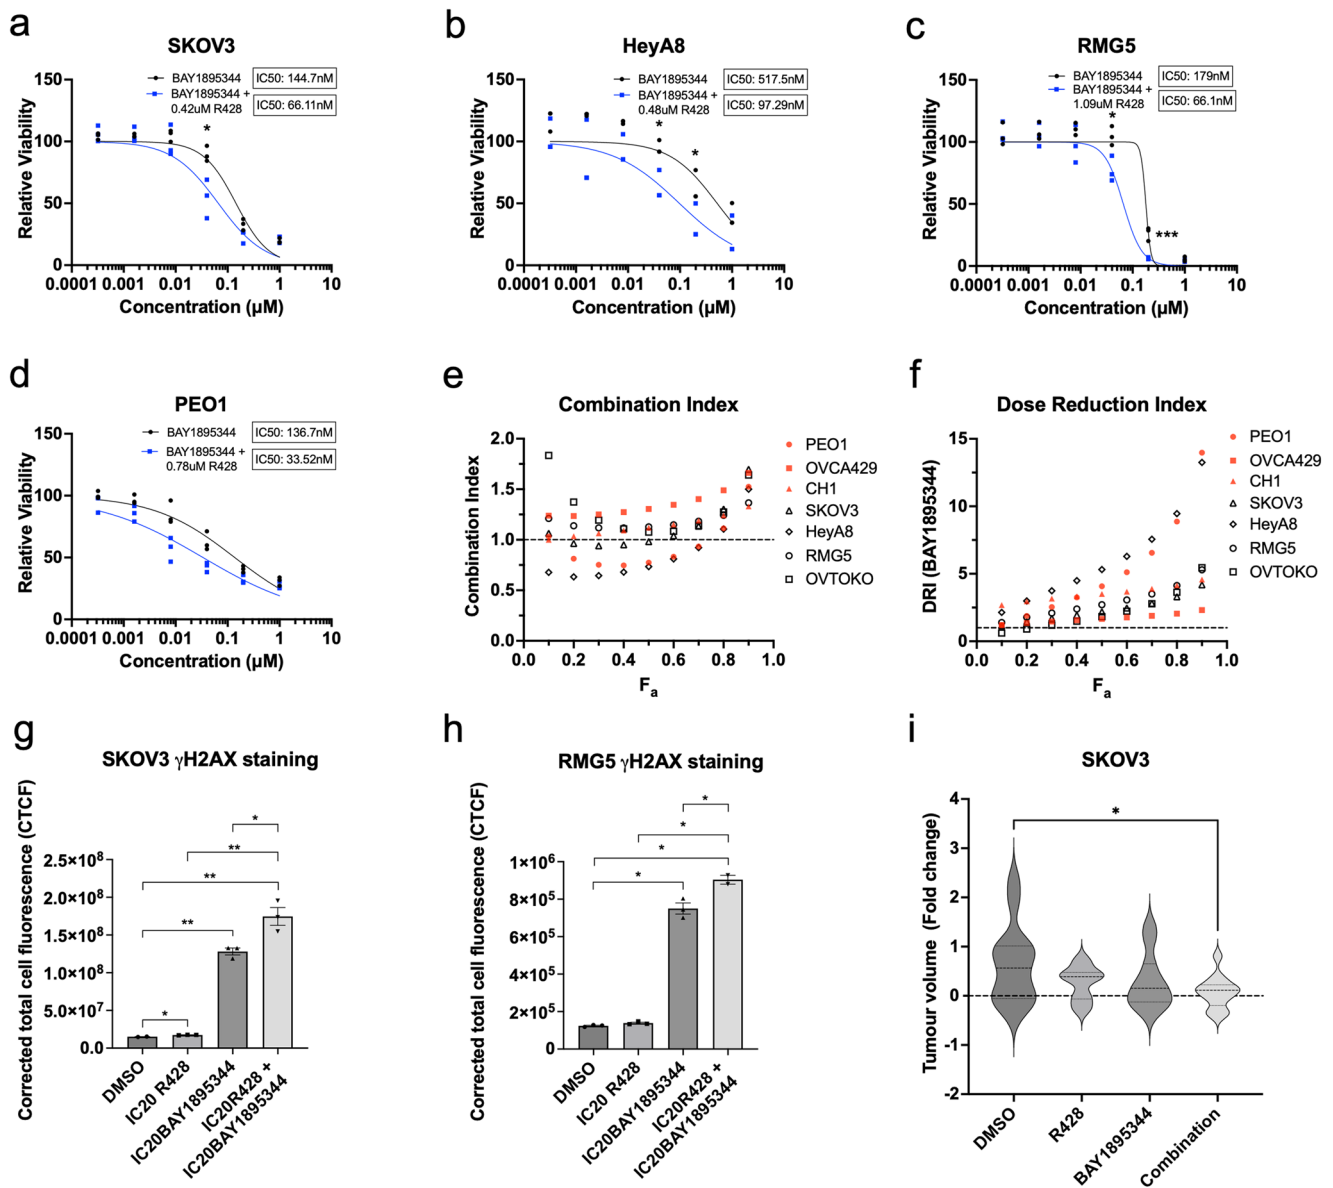 a
SKOV3
BAY1895344
IC50: 144.7nM
BAY1895344 +
0.42uM R428
IC50: 66.11nM
*
Relative Viability
150
100
50
0
0.0001 0.001 0.01 0.1 1 10
Concentration (µM)
b
HeyA8
BAY1895344
IC50: 517.5nM
BAY1895344 +
0.48uM R428
IC50: 97.29nM
*
*
Relative Viability
150
100
50
0
0.0001 0.001 0.01 0.1 1 10
Concentration (µM)
c
RMG5
BAY1895344
IC50: 179nM
BAY1895344 +
1.09uM R428
IC50: 66.1nM
*
***
Relative Viability
150
100
50
0
0.0001 0.001 0.01 0.1 1 10
Concentration (µM)
d
PEO1
BAY1895344
IC50: 136.7nM
BAY1895344 +
0.78uM R428
IC50: 33.52nM
Relative Viability
150
100
50
0
0.0001 0.001 0.01 0.1 1 10
Concentration (µM)
e
Combination Index
Combination Index
2.0
1.5
1.0
0.5
0.0
0.0 0.2 0.4 0.6 0.8 1.0
Fa
PEO1
OVCA429
CH1
SKOV3
HeyA8
RMG5
OVTOKO
f
Dose Reduction Index
DRI (BAY1895344)
15
10
5
0
0.0 0.2 0.4 0.6 0.8 1.0
Fa
PEO1
OVCA429
CH1
SKOV3
HeyA8
RMG5
OVTOKO
g
SKOV3 γH2AX staining
Corrected total cell fluorescence (CTCF)
2.5×10⁸
2.0×10⁸
1.5×10⁸
1.0×10⁸
5.0×10⁷
0.0
*
**
**
**
*
DMSO
IC20 R428
IC20BAY1895344
IC20R428 +
IC20BAY1895344
h
RMG5 γH2AX staining
Corrected total cell fluorescence (CTCF)
1×10⁶
8×10⁵
6×10⁵
4×10⁵
2×10⁵
0
*
*
*
*
DMSO
IC20 R428
IC20BAY1895344
IC20R428 +
IC20BAY1895344
i
SKOV3
Tumour volume (Fold change)
4
3
2
1
0
-1
-2
*
DMSO
R428
BAY1895344
Combination